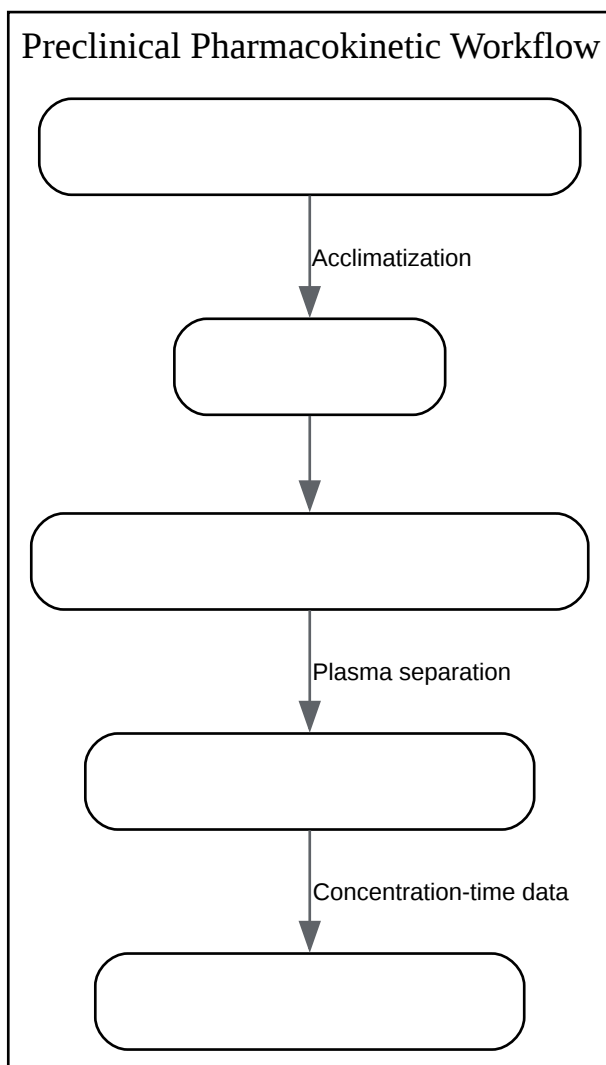 Preclinical Pharmacokinetic Workflow
Acclimatization
Plasma separation
Concentration-time data